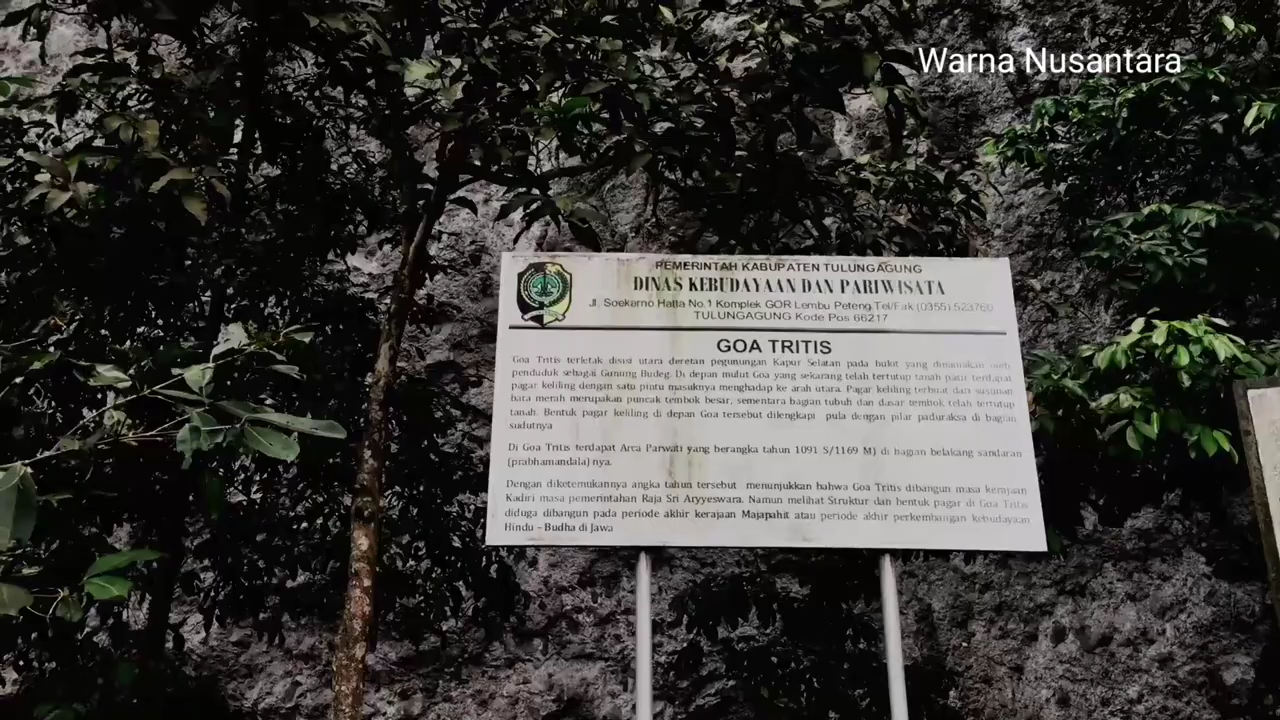 Warna Nusantara
PEMERINTAH KABUPATEN TULUNGAGUNG
DINAS KEBUDAYAAN DAN PARIWISATA
Jl. Soekarno Hatta No.1 Komplek GOR Lembu Peteng Tel/Fak (0355) 523760
TULUNGAGUNG Kode Pos 66217
GOA TRITIS
Goa Tritis terletak disisi utara deretan pegunungan Kapur Selatan pada bukit yang dinamakan oleh
penduduk sebagai Gunung Budeg. Di depan mulut Goa yang sekarang telah tertutup tanah pasir terdapat
pagar keliling dengan satu pintu masuknya menghadap ke arah utara. Pagar keliling terbuat dari susunan
bata merah merupakan puncak tembok besar, sementara bagian tubuh dan dasar tembok telah tertutup
tanah. Bentuk pagar keliling di depan Goa tersebut dilengkapi pula dengan pilar paduraksa di bagian
sudutnya
Di Goa Tritis terdapat Arca Parwati yang berangka tahun 1091 S/1169 MJ di bagian belakang sandaran
(prabhamandala) nya.
Dengan diketemukannya angka tahun tersebut menunjukkan bahwa Goa Tritis dibangun masa kerajaan
Kadiri masa pemerintahan Raja Sri Aryyeswara. Namun melihat Struktur dan bentuk pagar di Goa Tritis
diduga dibangun pada periode akhir kerajaan Majapahit atau periode akhir perkembangan kebudayaan
Hindu – Budha di Jawa